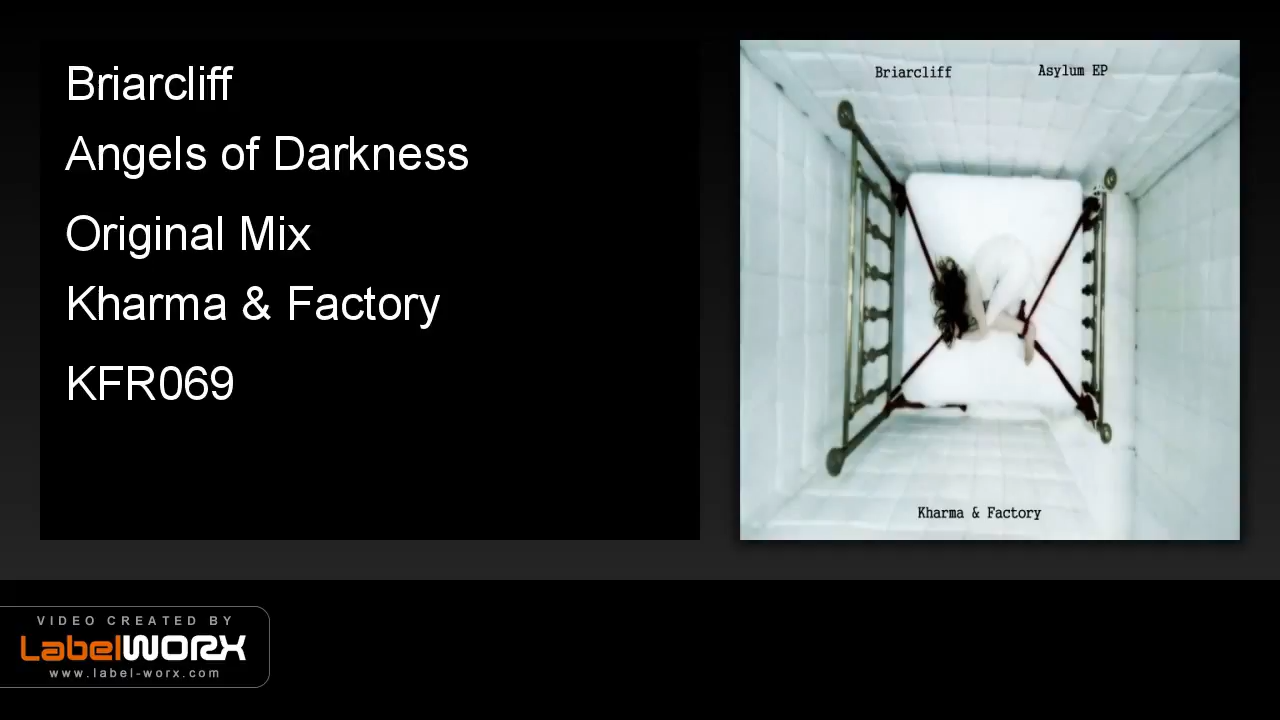 Briarcliff
Angels of Darkness
Original Mix
Kharma & Factory
KFR069
Briarcliff Asylum EP
Kharma & Factory
VIDEO CREATED BY
LabelWORX
www.label-worx.com